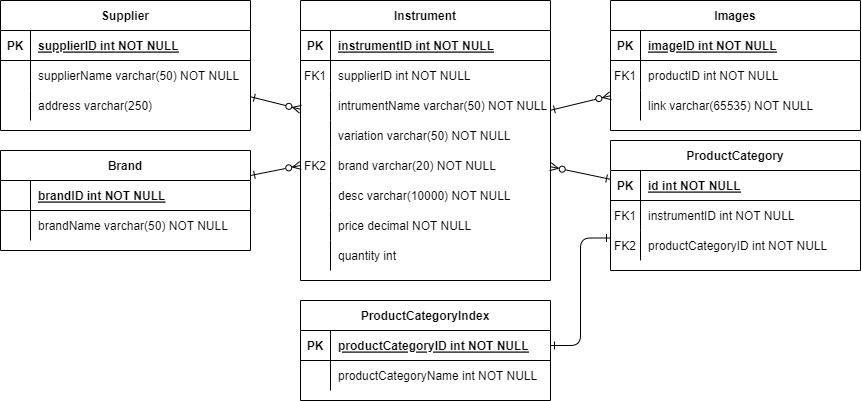 Supplier
PK supplierID int NOT NULL
supplierName varchar(50) NOT NULL
address varchar(250)
Brand
brandID int NOT NULL
brandName varchar(50) NOT NULL
Instrument
PK instrumentID int NOT NULL
FK1 supplierID int NOT NULL
intrumentName varchar(50) NOT NULL
variation varchar(50) NOT NULL
FK2 brand varchar(20) NOT NULL
desc varchar(10000) NOT NULL
price decimal NOT NULL
quantity int
Images
PK imageID int NOT NULL
FK1 productID int NOT NULL
link varchar(65535) NOT NULL
ProductCategory
PK id int NOT NULL
FK1 instrumentID int NOT NULL
FK2 productCategoryID int NOT NULL
ProductCategoryIndex
PK productCategoryID int NOT NULL
productCategoryName int NOT NULL